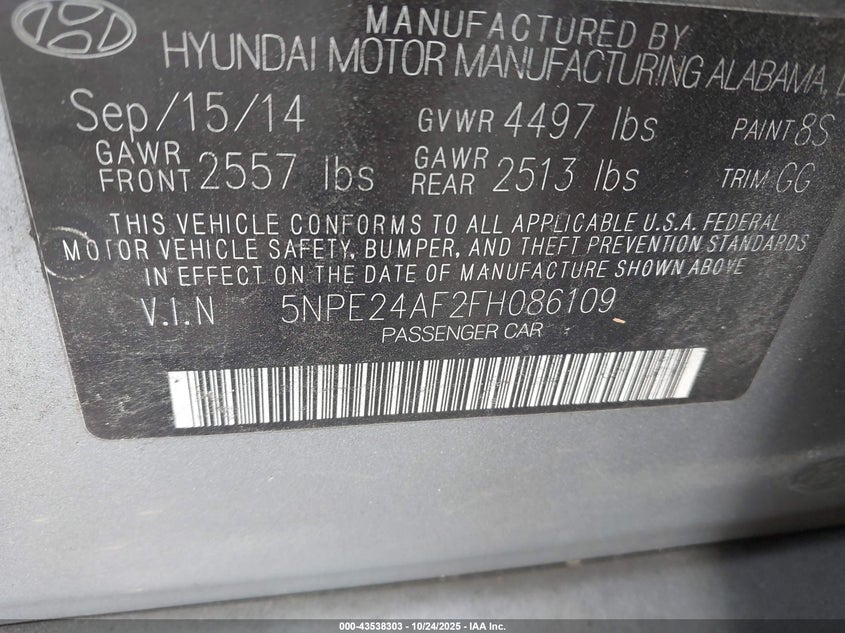 MANUFACTURED BY
HYUNDAI MOTOR MANUFACTURING ALABAMA,
Sep/15/14 GVWR 4497 lbs PAINT 8S
GAWR FRONT 2557 lbs GAWR REAR 2513 lbs TRIM GG
THIS VEHICLE CONFORMS TO ALL APPLICABLE U.S.A. FEDERAL
MOTOR VEHICLE SAFETY, BUMPER, AND THEFT PREVENTION STANDARDS
IN EFFECT ON THE DATE OF MANUFACTURE SHOWN ABOVE
V.I.N 5NPE24AF2FH086109
PASSENGER CAR
000-43538303 - 10/24/2025 - IAA Inc.